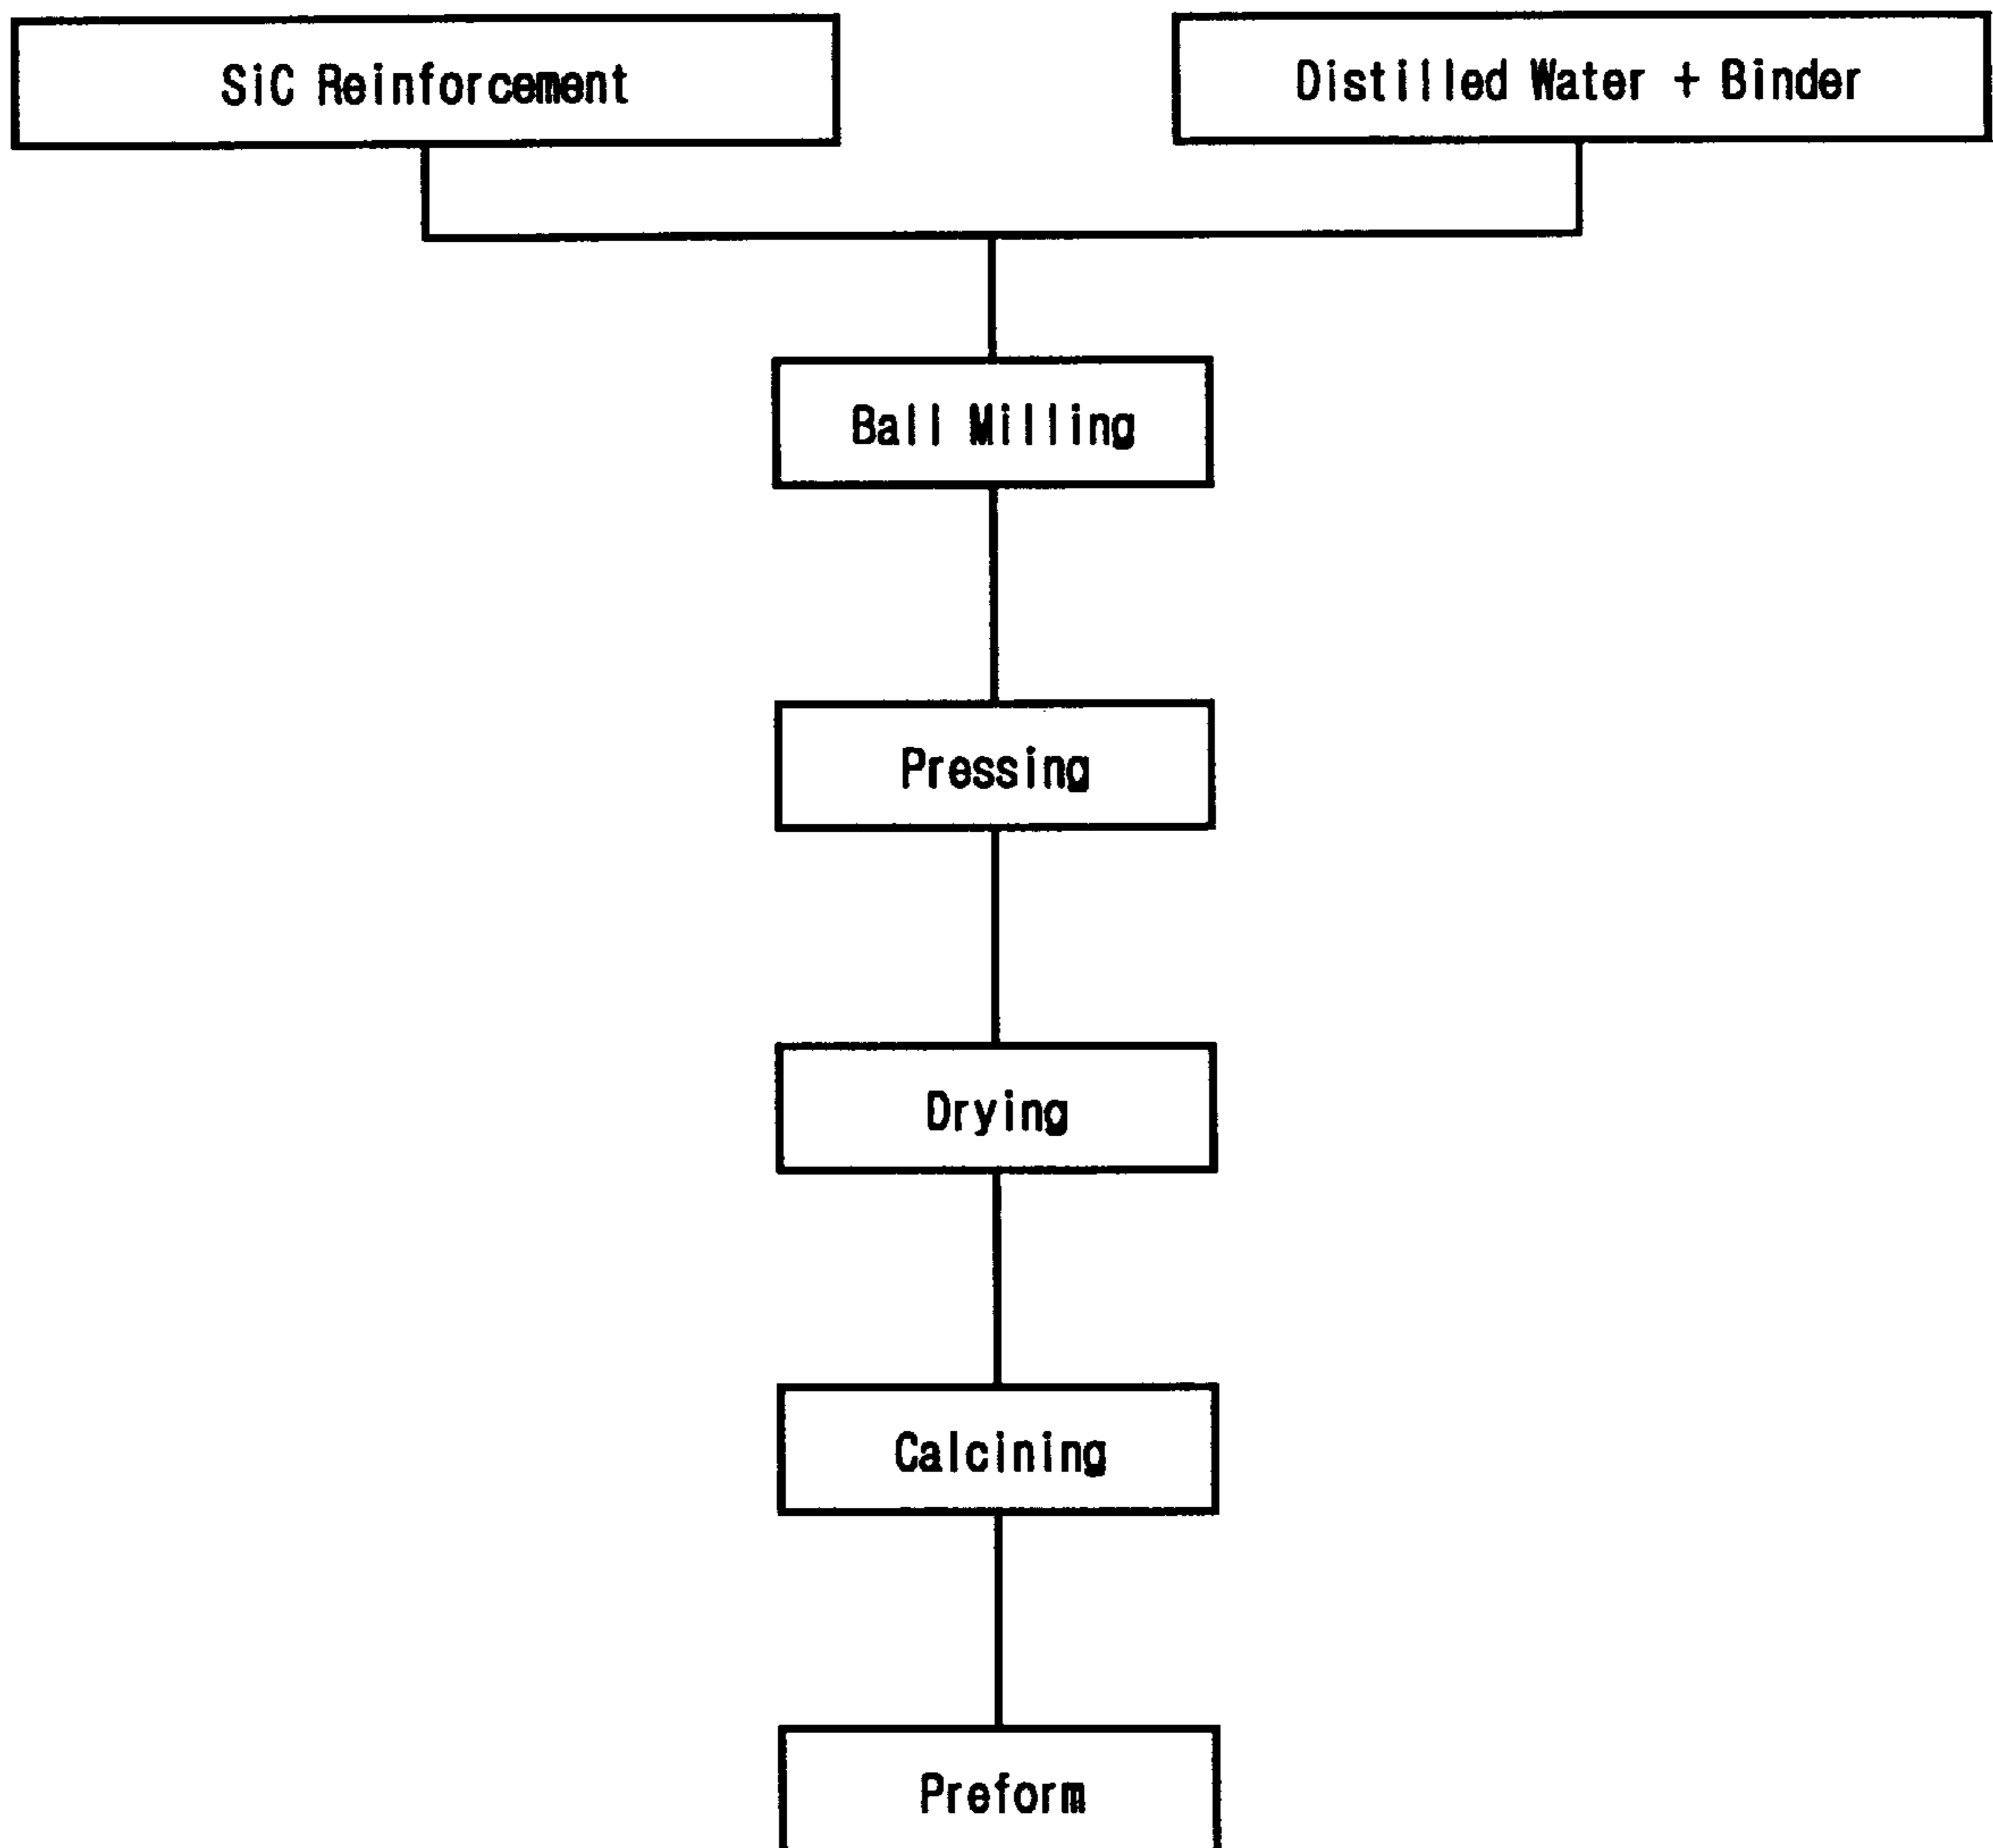 SiC Reinforcement
Distilled Water + Binder
Ball Milling
Pressing
Drying
Calcining
Preform